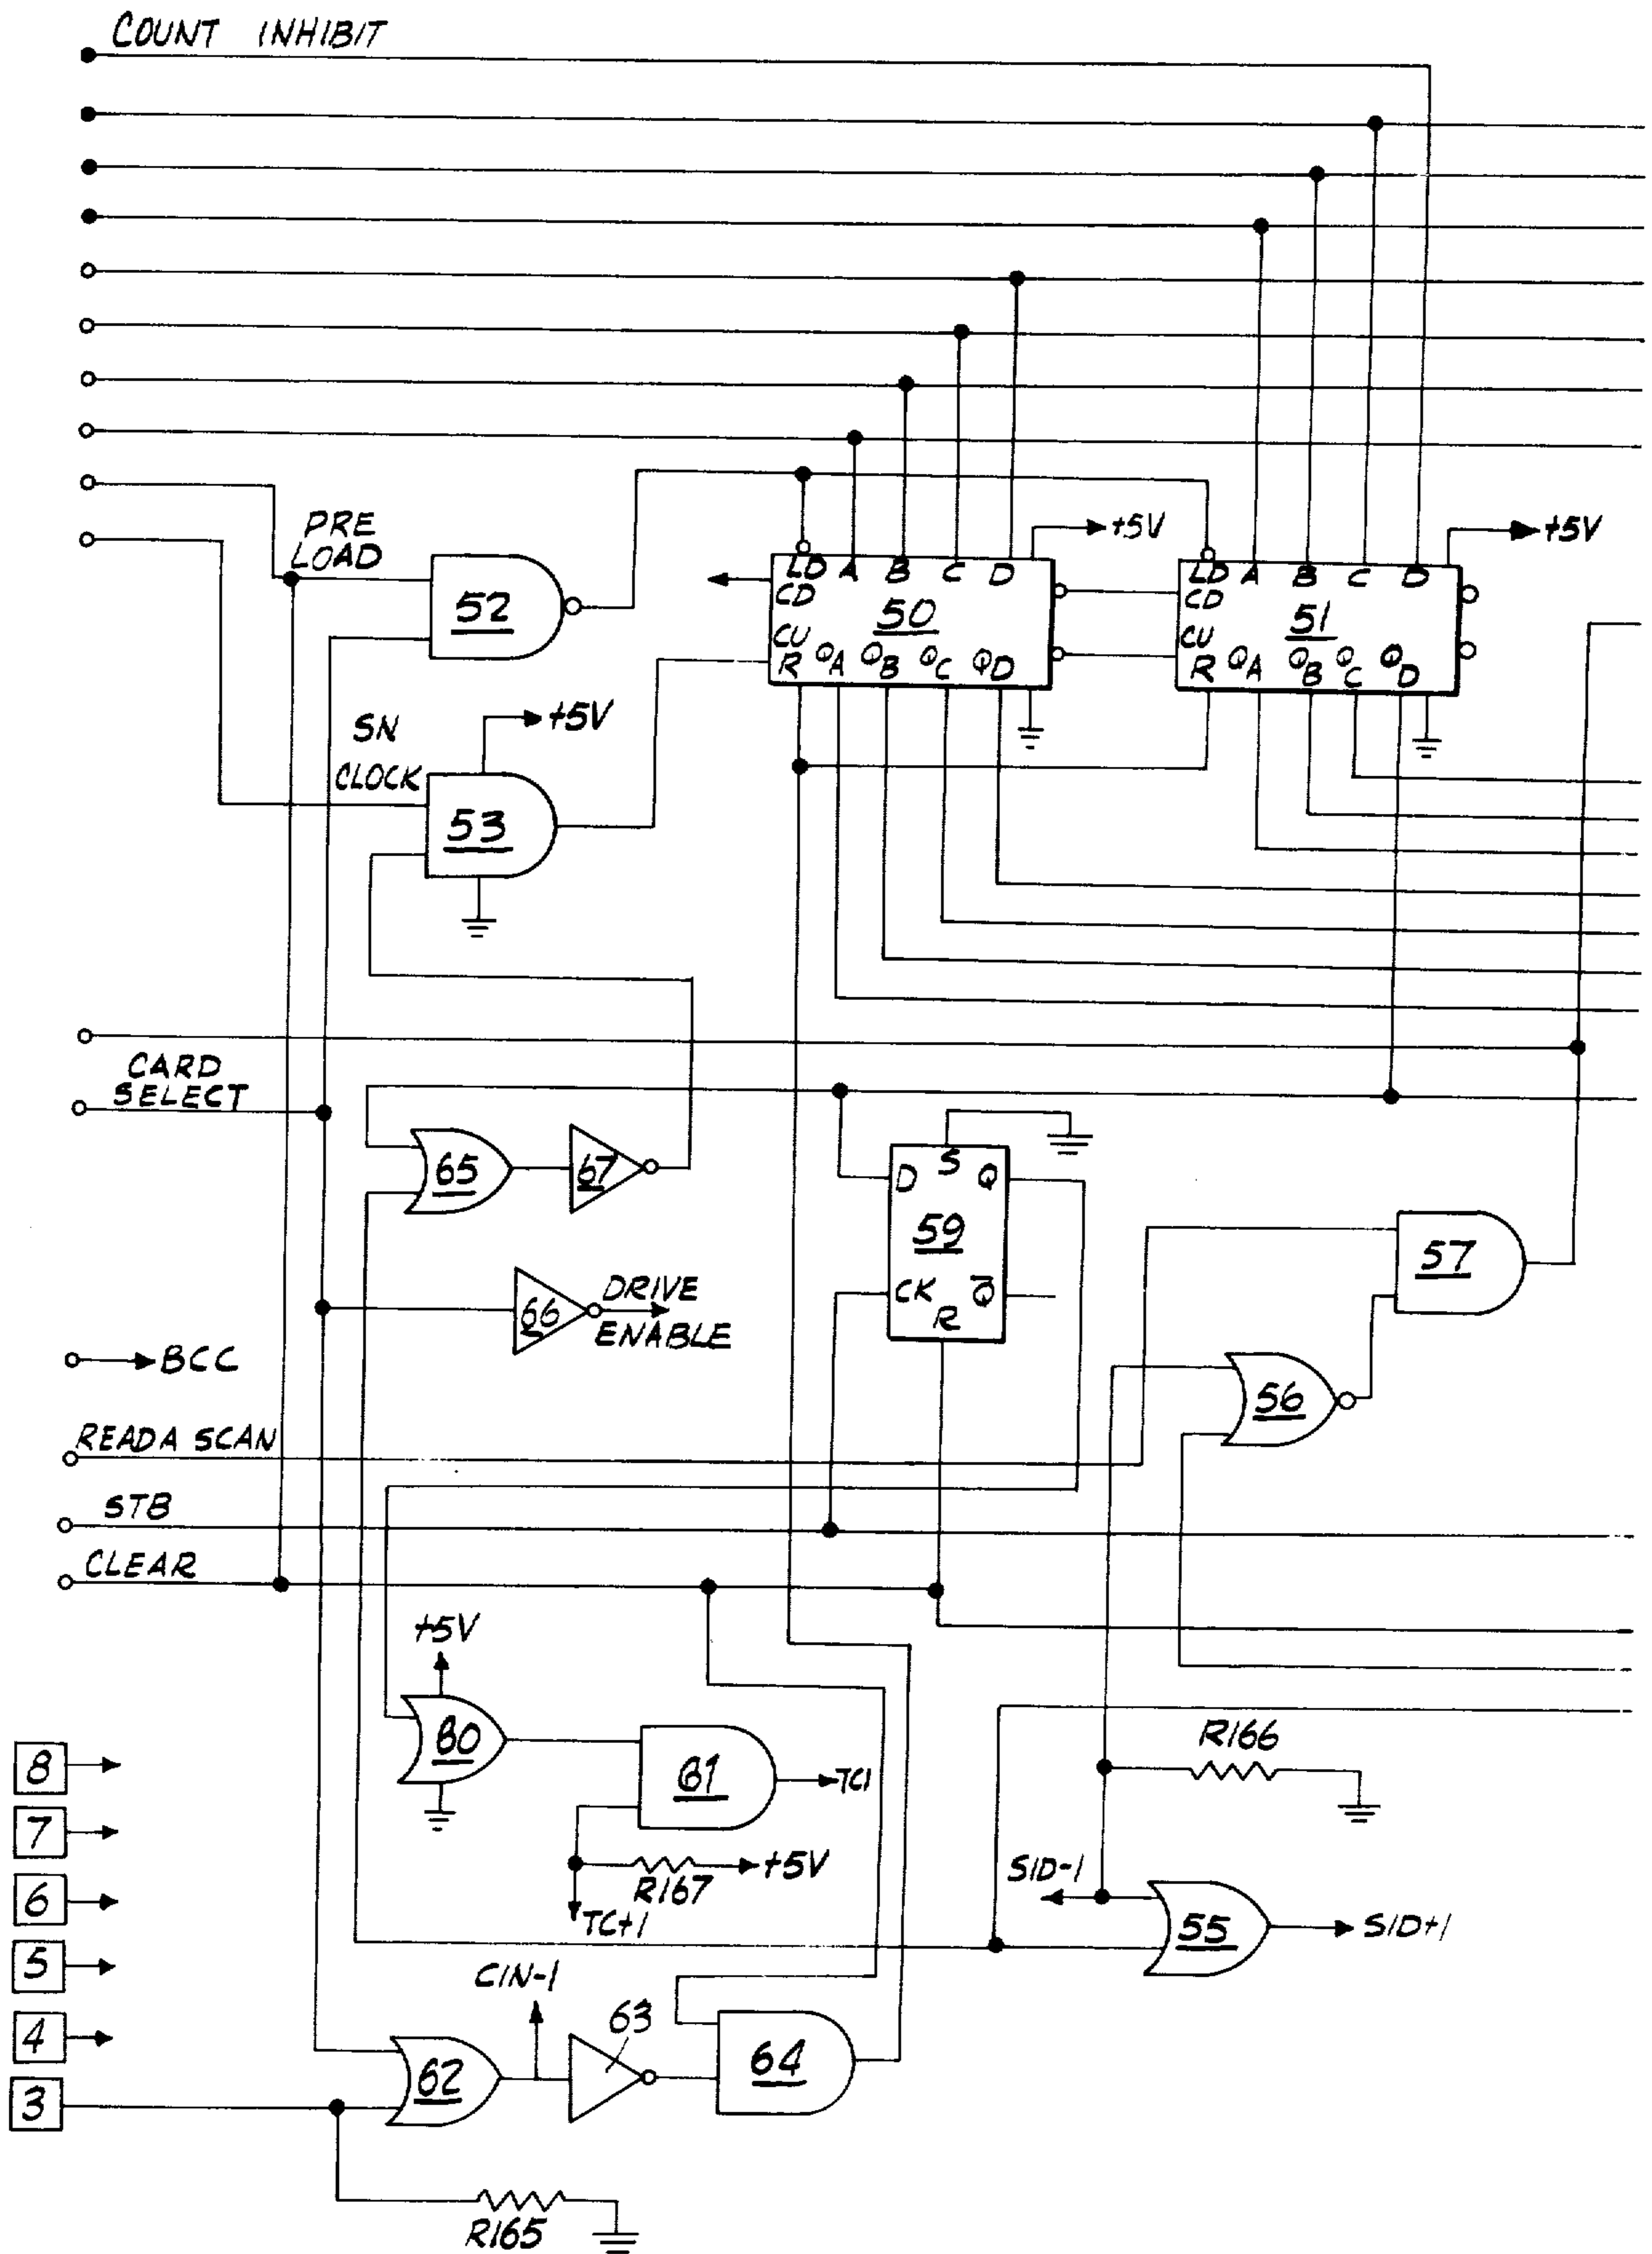 COUNT INHIBIT
PRE
LOAD
52
+5V
+5V
LD A B C D
CD
50
CU
R QA QB QC QD
LD A B C D
CD
51
CU
R QA QB QC QD
SN
CLOCK
+5V
53
CARD
SELECT
65
67
S
D Q
59
CK Q̅
R
57
66
DRIVE
ENABLE
BCC
56
READ A SCAN
STB
CLEAR
+5V
60
61
TC1
R166
8
7
R167
+5V
SID-1
6
TC+1
55
SID+1
5
CIN-1
63
4
62
64
3
R165